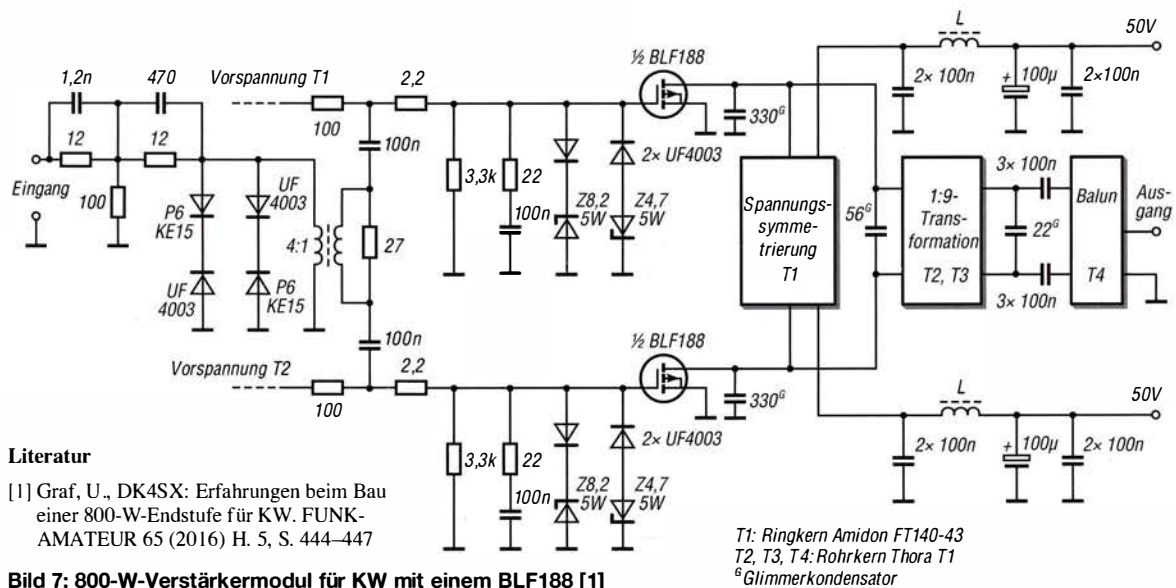 50V
L
½ BLF188
1,2n
470
Vorspannung T1
2,2
2× 100n
+
100µ
2×100n
100
330ᴳ
12
12
100n
3× 100n
Eingang
100
P6
KE15
UF
4003
3,3k
22
2× UF4003
Spannungs-
symme-
trierung
T1
56ᴳ
1:9-
Trans-
formation
T2, T3
22ᴳ
Balun
T4
Aus-
gang
4:1
27
100n
Z8,2
5W
Z4,7
5W
UF
4003
P6
KE15
3× 100n
100n
½ BLF188
Vorspannung T2
2,2
100
330ᴳ
L
50V
2× UF4003
3,3k
22
2× 100n
+
100µ
2× 100n
100n
Z8,2
5W
Z4,7
5W
Literatur
[1] Graf, U., DK4SX: Erfahrungen beim Bau
einer 800-W-Endstufe für KW. FUNK-
AMATEUR 65 (2016) H. 5, S. 444–447
T1: Ringkern Amidon FT140-43
T2, T3, T4: Rohrkern Thora T1
ᴳGlimmerkondensator
Bild 7: 800-W-Verstärkermodul für KW mit einem BLF188 [1]